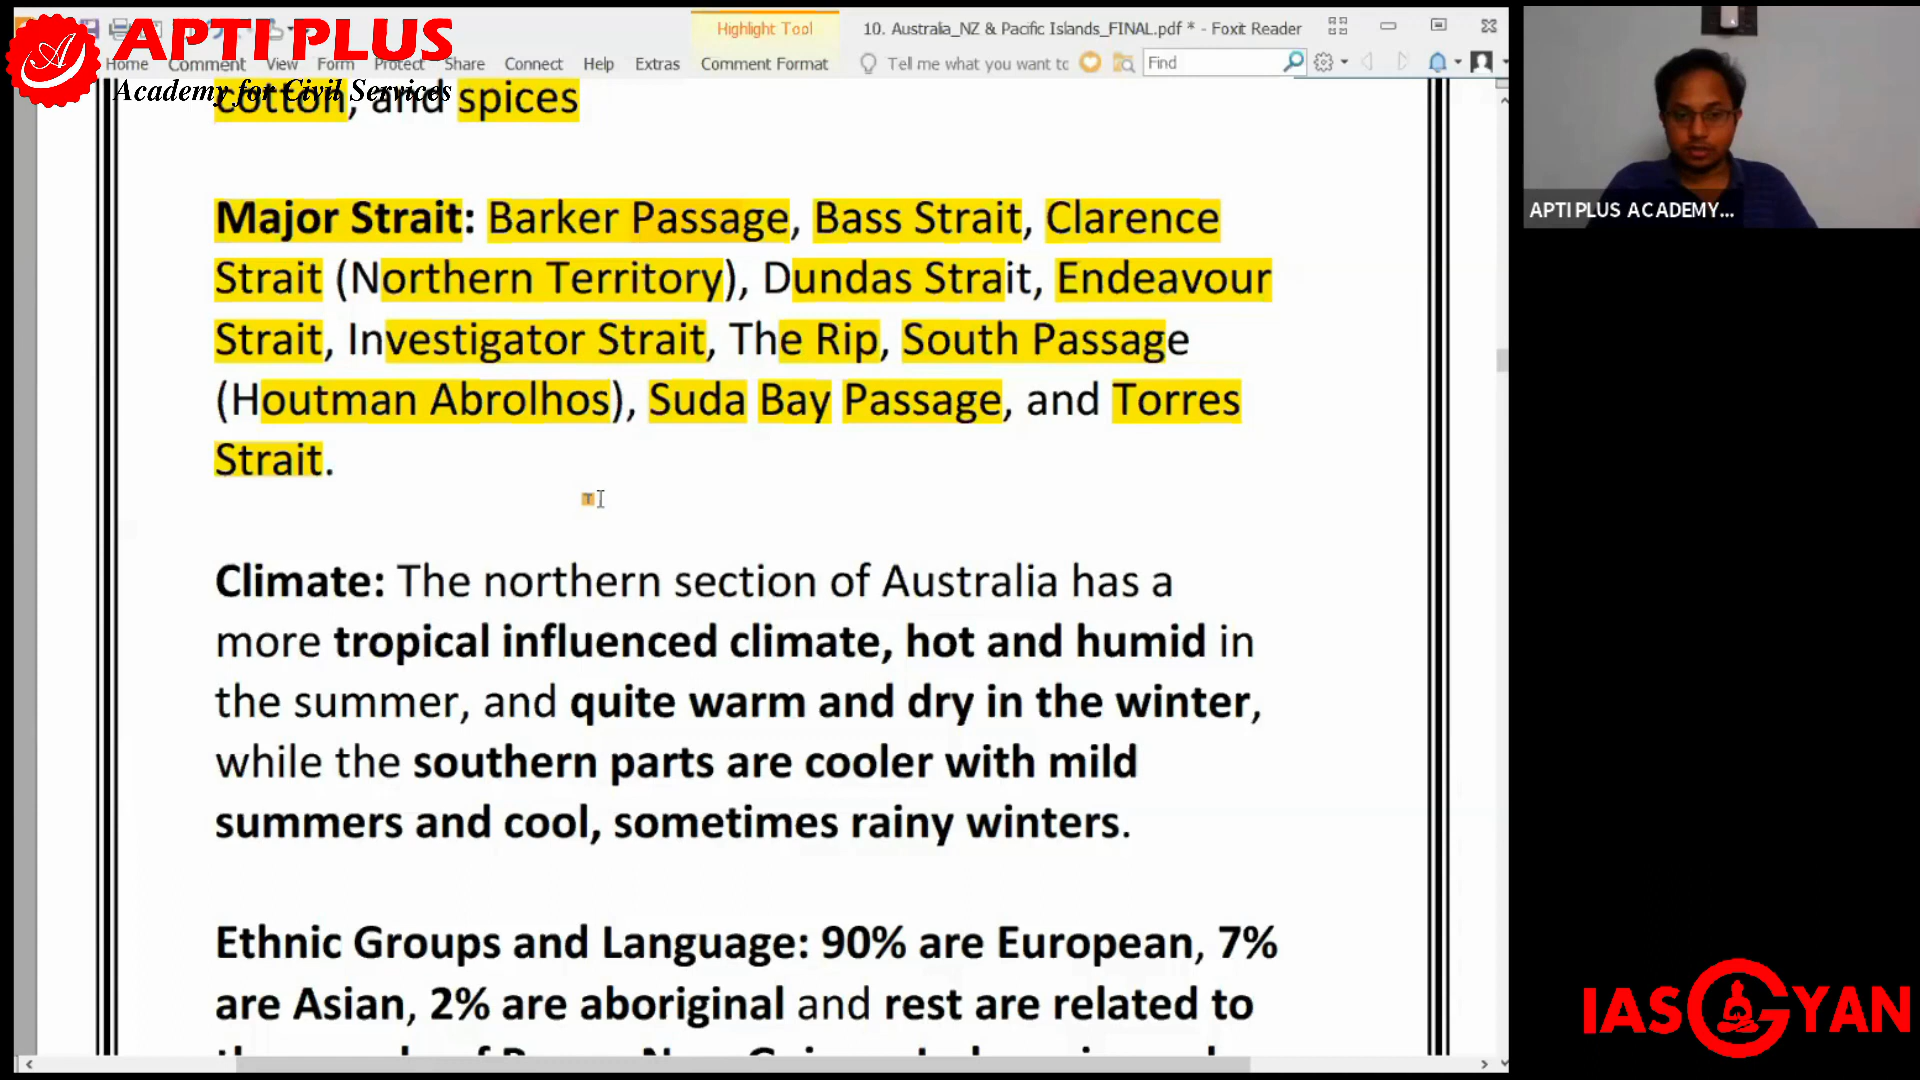 APTI PLUS
Academy for Civil Services
Highlight Tool
10. Australia_NZ & Pacific Islands_FINAL.pdf * - Foxit Reader
Home Comment View Form Protect Share Connect Help Extras Comment Format Tell me what you want to Find
cotton, and spices
Major Strait: Barker Passage, Bass Strait, Clarence
Strait (Northern Territory), Dundas Strait, Endeavour
Strait, Investigator Strait, The Rip, South Passage
(Houtman Abrolhos), Suda Bay Passage, and Torres
Strait.
Climate: The northern section of Australia has a
more tropical influenced climate, hot and humid in
the summer, and quite warm and dry in the winter,
while the southern parts are cooler with mild
summers and cool, sometimes rainy winters.
Ethnic Groups and Language: 90% are European, 7%
are Asian, 2% are aboriginal and rest are related to
APTI PLUS ACADEMY...
IAS GYAN